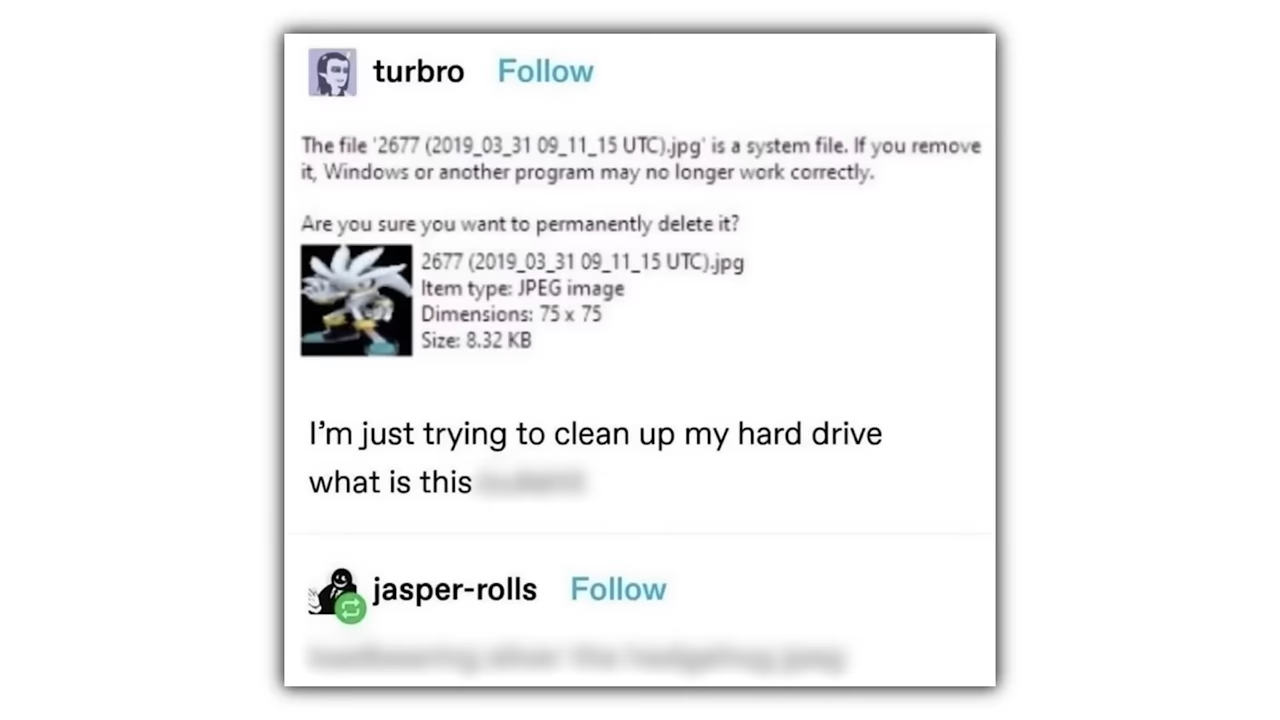 turbro Follow
The file '2677 (2019_03_31 09_11_15 UTC).jpg' is a system file. If you remove
it, Windows or another program may no longer work correctly.
Are you sure you want to permanently delete it?
2677 (2019_03_31 09_11_15 UTC).jpg
Item type: JPEG image
Dimensions: 75 x 75
Size: 8.32 KB
I'm just trying to clean up my hard drive
what is this
jasper-rolls Follow